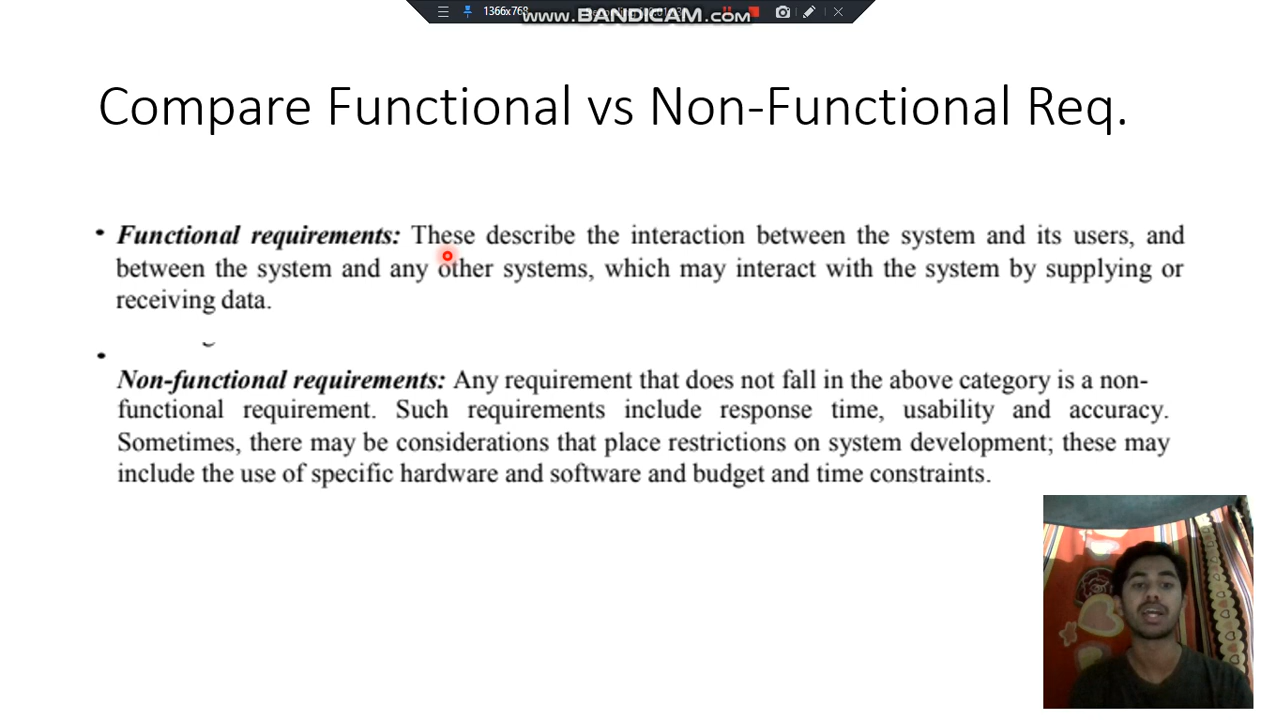 1366x768
www.BANDICAM.com
Compare Functional vs Non-Functional Req.
• Functional requirements: These describe the interaction between the system and its users, and
between the system and any other systems, which may interact with the system by supplying or
receiving data.
•
Non-functional requirements: Any requirement that does not fall in the above category is a non-
functional requirement. Such requirements include response time, usability and accuracy.
Sometimes, there may be considerations that place restrictions on system development; these may
include the use of specific hardware and software and budget and time constraints.